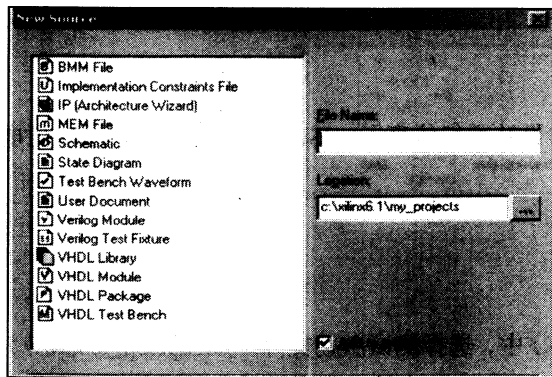 New Source
BMM File
Implementation Constraints File
IP (Architecture Wizard)
MEM File
Schematic
State Diagram
Test Bench Waveform
User Document
Verilog Module
Verilog Test Fixture
VHDL Library
VHDL Module
VHDL Package
VHDL Test Bench
File Name:
Location:
c:\xilinx6.1\my_projects
...